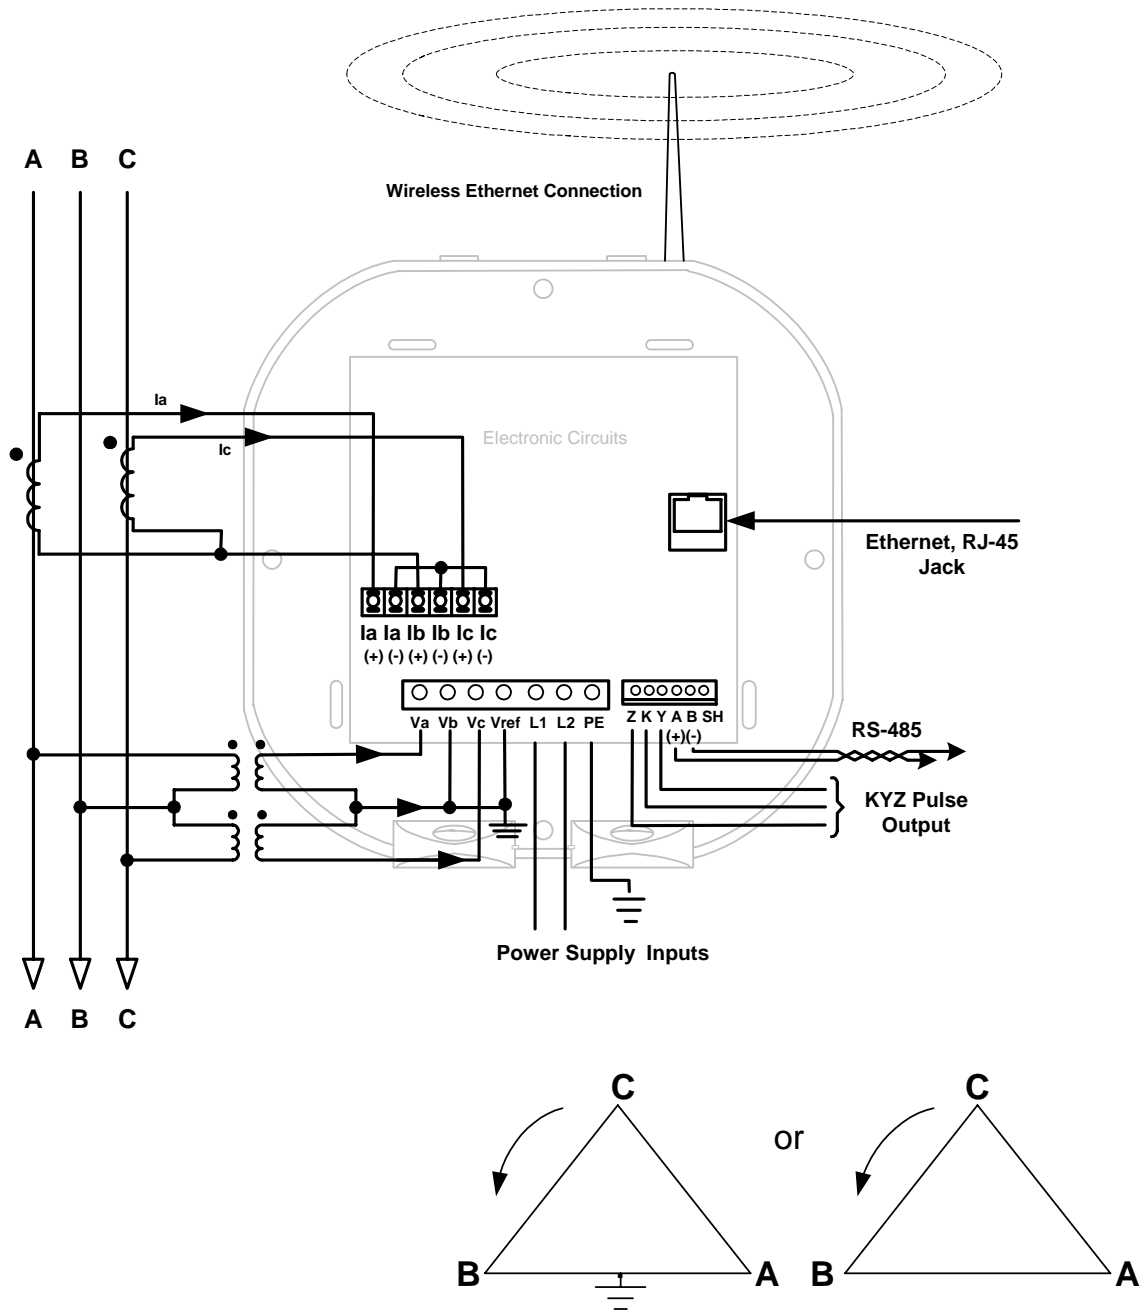 A B C
Wireless Ethernet Connection
Ia
Ic
Electronic Circuits
Ethernet, RJ-45
Jack
Ia Ia Ib Ib Ic Ic
(+) (-) (+) (-) (+) (-)
Va Vb Vc Vref L1 L2 PE
Z K Y A B SH
(+)(-)
RS-485
KYZ Pulse
Output
Power Supply Inputs
A B C
C
or
C
B
A
B
A